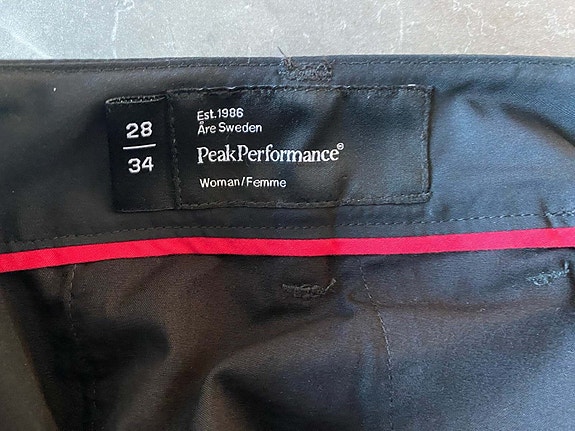 28
34
Est.1986
Åre Sweden
PeakPerformance®
Woman/Femme